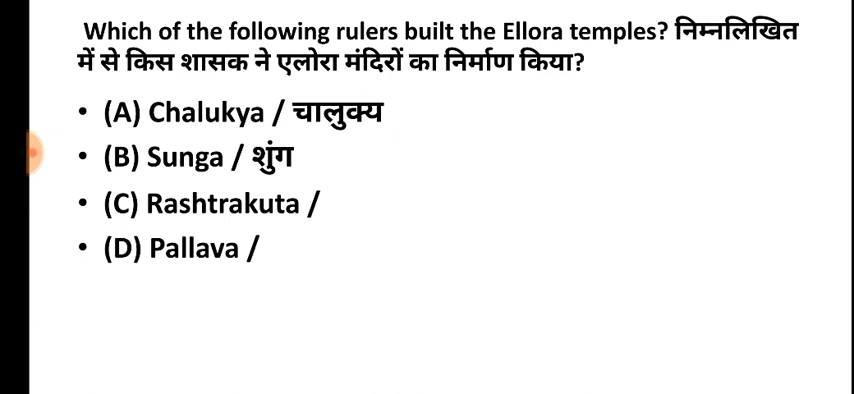 Which of the following rulers built the Ellora temples? निम्नलिखित
में से किस शासक ने एलोरा मंदिरों का निर्माण किया?
• (A) Chalukya / चालुक्य
• (B) Sunga / शुंग
• (C) Rashtrakuta /
• (D) Pallava /